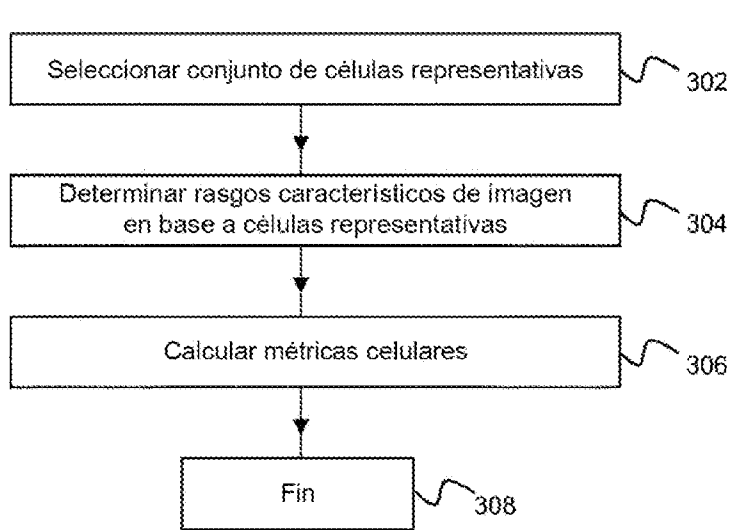 Seleccionar conjunto de células representativas
302
Determinar rasgos característicos de imagen
en base a células representativas
304
Calcular métricas celulares
306
Fin
308